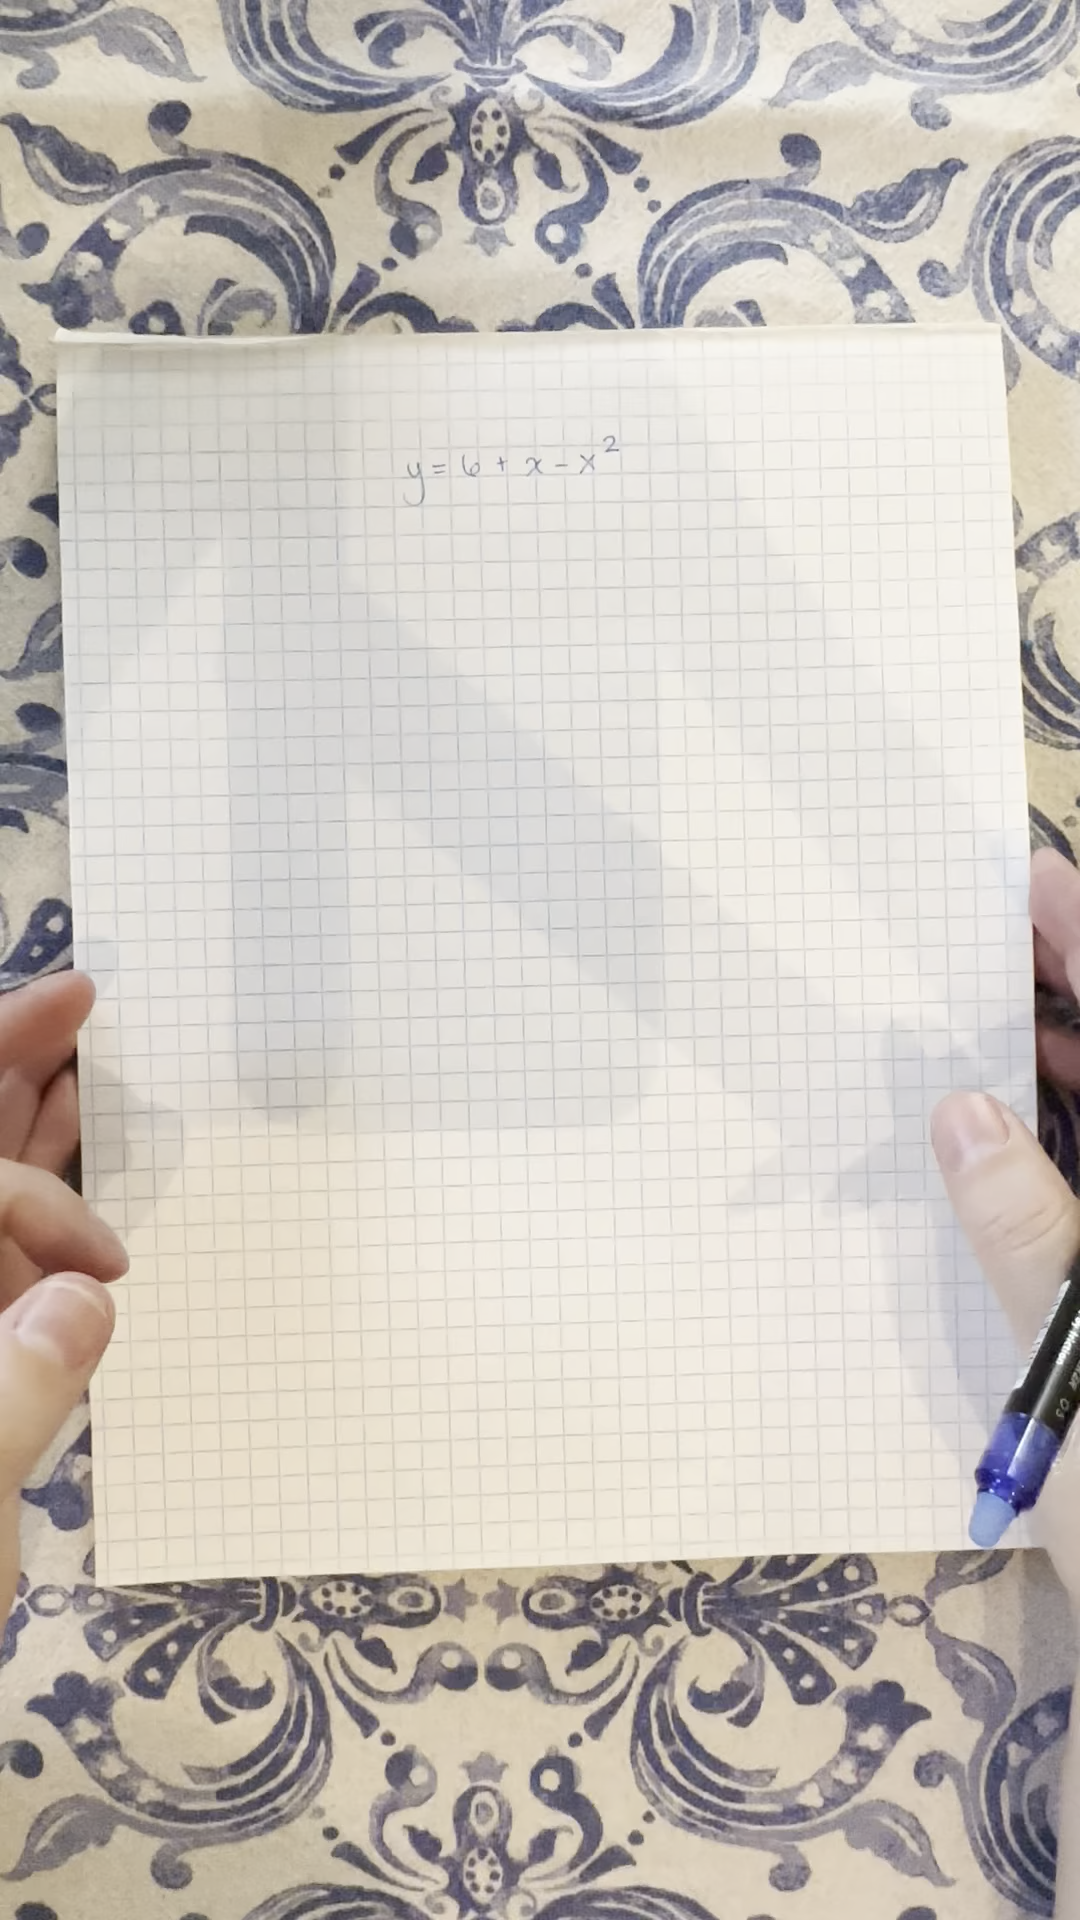 y = 6 + x - x²